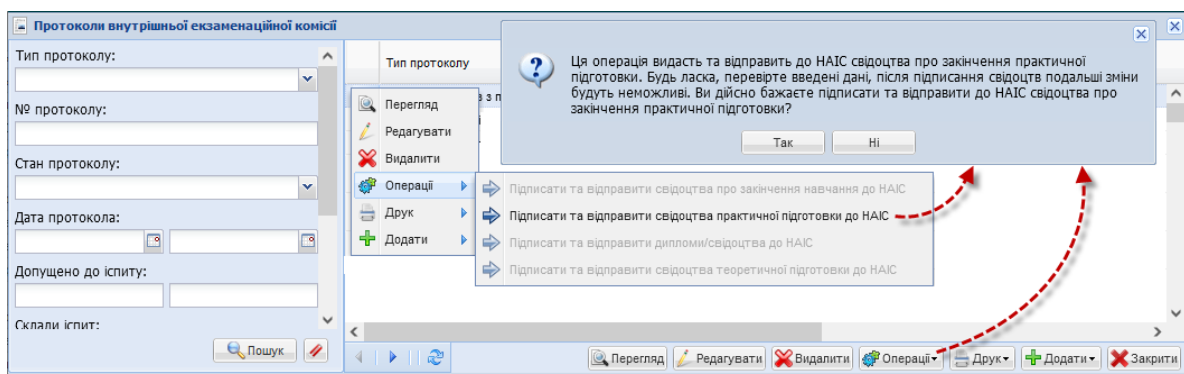 Протоколи внутрішньої екзаменаційної комісії
Тип протоколу:
№ протоколу:
Стан протоколу:
Дата протокола:
Допущено до іспиту:
Склали іспит:
Пошук
Тип протоколу
Ця операція видасть та відправить до НАІС свідоцтва про закінчення практичної
підготовки. Будь ласка, перевірте введені дані, після підписання свідоцтв подальші зміни
будуть неможливі. Ви дійсно бажаєте підписати та відправити до НАІС свідоцтва про
закінчення практичної підготовки?
Так
Ні
Перегляд
Редагувати
Видалити
Операції
Друк
Додати
Підписати та відправити свідоцтва про закінчення навчання до НАІС
Підписати та відправити свідоцтва практичної підготовки до НАІС
Підписати та відправити дипломи/свідоцтва до НАІС
Підписати та відправити свідоцтва теоретичної підготовки до НАІС
Перегляд Редагувати Видалити Операції Друк Додати Закрити